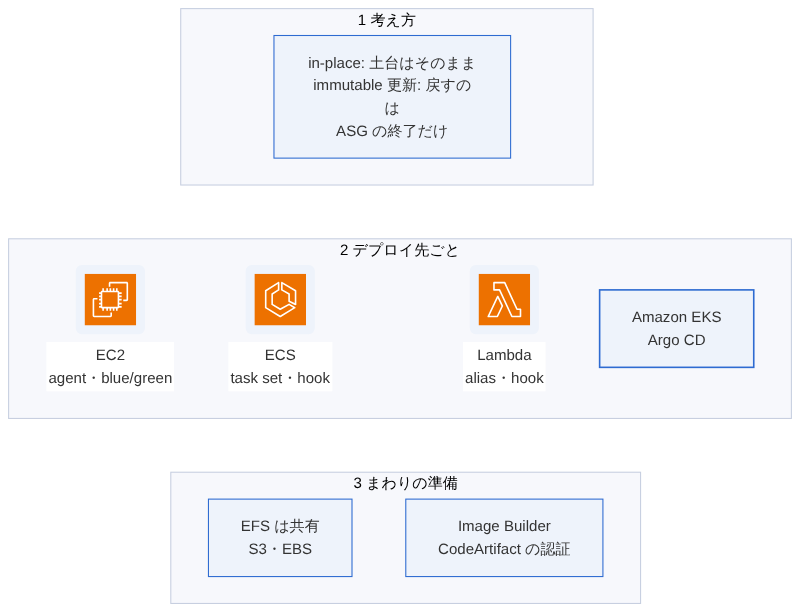 1 考え方
in-place: 土台はそのまま
immutable 更新: 戻すの
は
ASG の終了だけ
2 デプロイ先ごと
EC2
agent・blue/green
ECS
task set・hook
Lambda
alias・hook
Amazon EKS
Argo CD
3 まわりの準備
EFS は共有
S3・EBS
Image Builder
CodeArtifact の認証